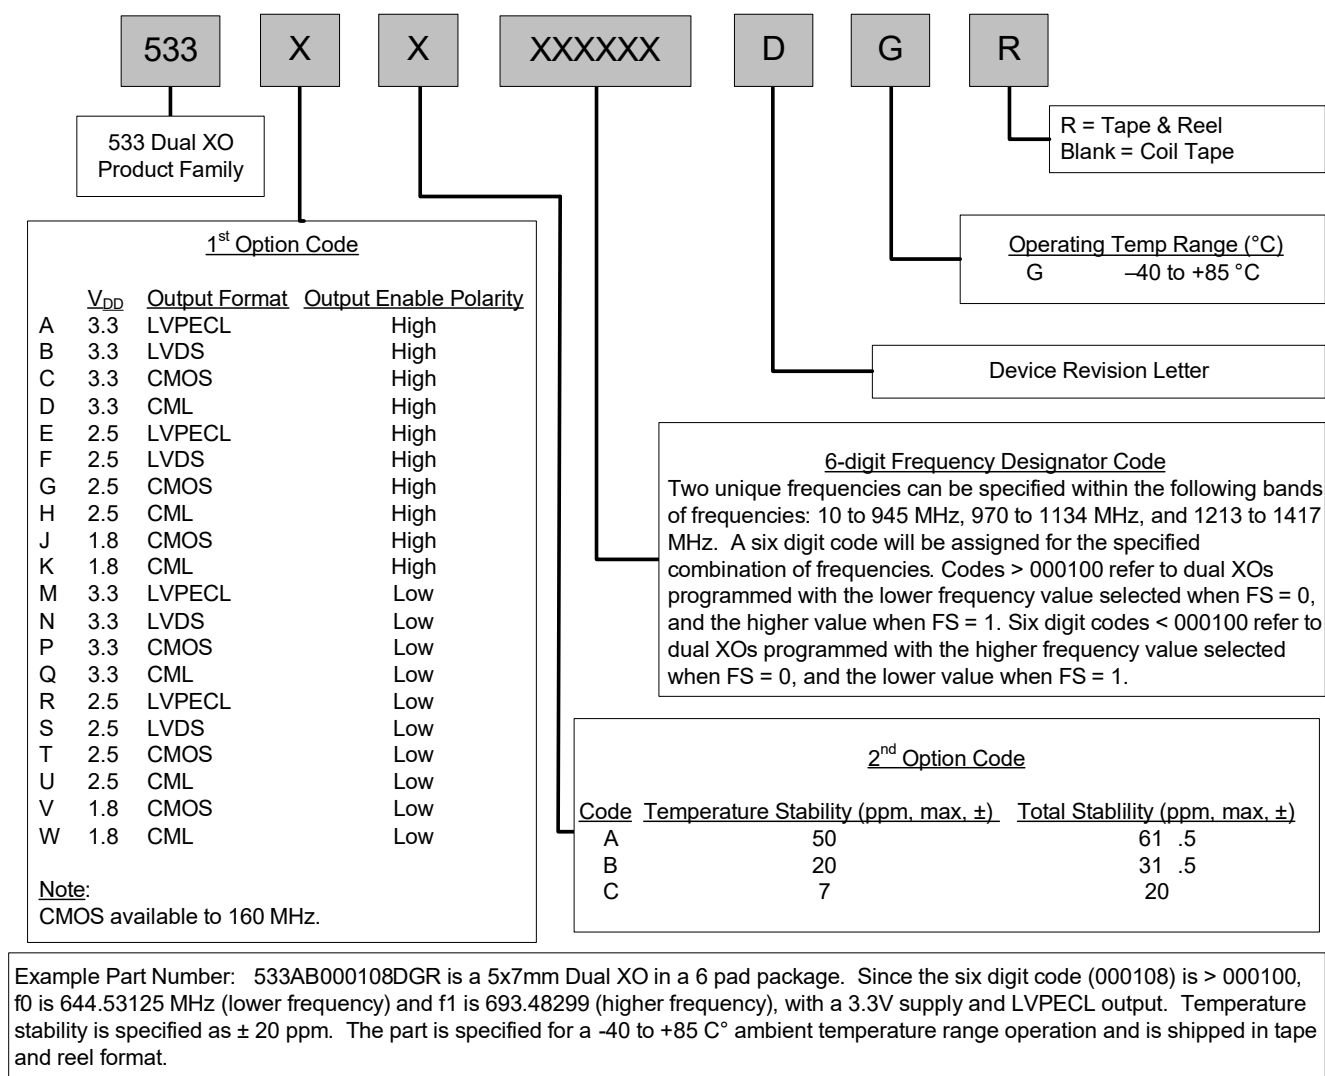 533 X X XXXXXX D G R
533 Dual XO
Product Family
R = Tape & Reel
Blank = Coil Tape
1st Option Code
VDD Output Format Output Enable Polarity
A 3.3 LVPECL High
B 3.3 LVDS High
C 3.3 CMOS High
D 3.3 CML High
E 2.5 LVPECL High
F 2.5 LVDS High
G 2.5 CMOS High
H 2.5 CML High
J 1.8 CMOS High
K 1.8 CML High
M 3.3 LVPECL Low
N 3.3 LVDS Low
P 3.3 CMOS Low
Q 3.3 CML Low
R 2.5 LVPECL Low
S 2.5 LVDS Low
T 2.5 CMOS Low
U 2.5 CML Low
V 1.8 CMOS Low
W 1.8 CML Low
Note:
CMOS available to 160 MHz.
Operating Temp Range (°C)
G –40 to +85 °C
Device Revision Letter
6-digit Frequency Designator Code
Two unique frequencies can be specified within the following bands
of frequencies: 10 to 945 MHz, 970 to 1134 MHz, and 1213 to 1417
MHz. A six digit code will be assigned for the specified
combination of frequencies. Codes > 000100 refer to dual XOs
programmed with the lower frequency value selected when FS = 0,
and the higher value when FS = 1. Six digit codes < 000100 refer to
dual XOs programmed with the higher frequency value selected
when FS = 0, and the lower value when FS = 1.
2nd Option Code
Code Temperature Stability (ppm, max, ±) Total Stablility (ppm, max, ±)
A 50 61 .5
B 20 31 .5
C 7 20
Example Part Number: 533AB000108DGR is a 5x7mm Dual XO in a 6 pad package. Since the six digit code (000108) is > 000100,
f0 is 644.53125 MHz (lower frequency) and f1 is 693.48299 (higher frequency), with a 3.3V supply and LVPECL output. Temperature
stability is specified as ± 20 ppm. The part is specified for a -40 to +85 C° ambient temperature range operation and is shipped in tape
and reel format.